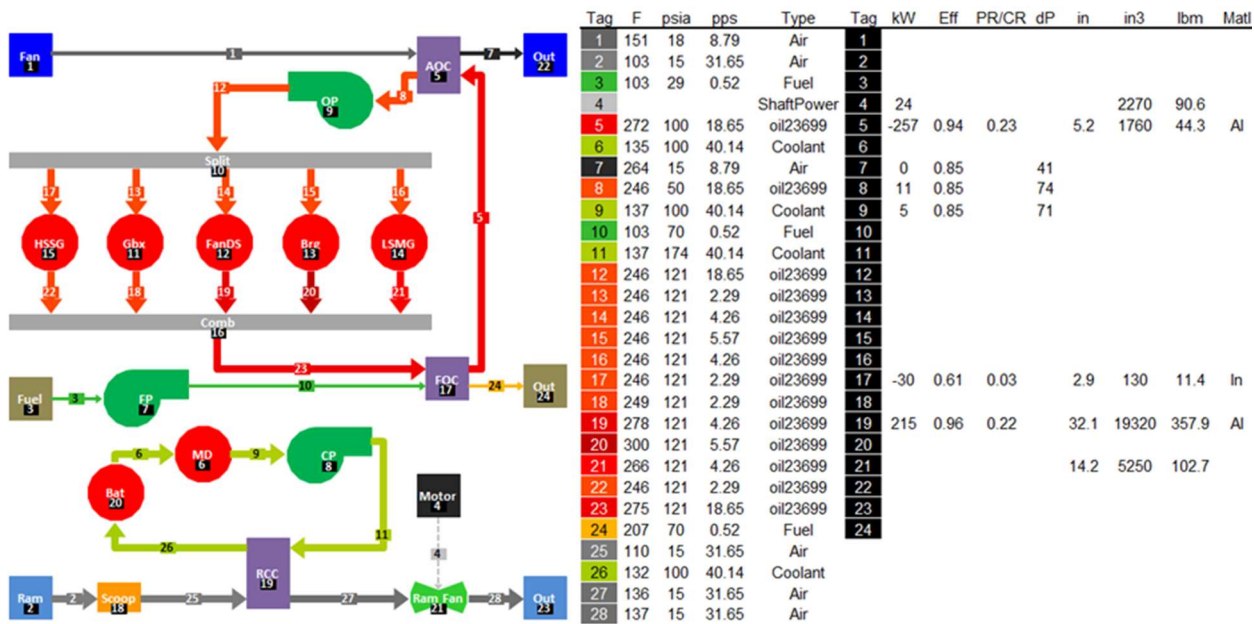 Fan
1
1
AOC
5
7
Out
22
12
OP
9
8
Split
10
17 13 14 15 16
5
HSSG
15
Gbx
11
FanDS
12
Brg
13
LSMG
14
22 18 19 20 21
Comb
16
23
Fuel
3
3
FP
7
10
FOC
17
24
Out
24
6
MD
6
9
CP
8
Bat
20
Motor
4
11
26
RCC
19
4
Ram
2
2
Scoop
18
25
27
Ram Fan
21
28
Out
23
Tag F psia pps Type Tag kW Eff PR/CR dP in in3 lbm Matl
1 151 18 8.79 Air 1
2 103 15 31.65 Air 2
3 103 29 0.52 Fuel 3
4 ShaftPower 4 24 2270 90.6
5 272 100 18.65 oil23699 5 -257 0.94 0.23 5.2 1760 44.3 Al
6 135 100 40.14 Coolant 6
7 264 15 8.79 Air 7 0 0.85 41
8 246 50 18.65 oil23699 8 11 0.85 74
9 137 100 40.14 Coolant 9 5 0.85 71
10 103 70 0.52 Fuel 10
11 137 174 40.14 Coolant 11
12 246 121 18.65 oil23699 12
13 246 121 2.29 oil23699 13
14 246 121 4.26 oil23699 14
15 246 121 5.57 oil23699 15
16 246 121 4.26 oil23699 16
17 246 121 2.29 oil23699 17 -30 0.61 0.03 2.9 130 11.4 In
18 249 121 2.29 oil23699 18
19 278 121 4.26 oil23699 19 215 0.96 0.22 32.1 19320 357.9 Al
20 300 121 5.57 oil23699 20
21 266 121 4.26 oil23699 21 14.2 5250 102.7
22 246 121 2.29 oil23699 22
23 275 121 18.65 oil23699 23
24 207 70 0.52 Fuel 24
25 110 15 31.65 Air
26 132 100 40.14 Coolant
27 136 15 31.65 Air
28 137 15 31.65 Air